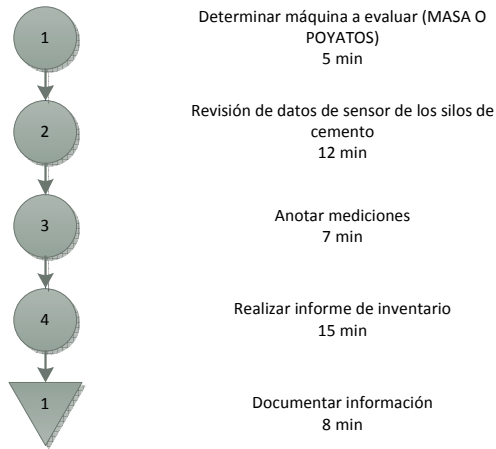 1
Determinar máquina a evaluar (MASA O
POYATOS)
5 min
2
Revisión de datos de sensor de los silos de
cemento
12 min
3
Anotar mediciones
7 min
4
Realizar informe de inventario
15 min
1
Documentar información
8 min